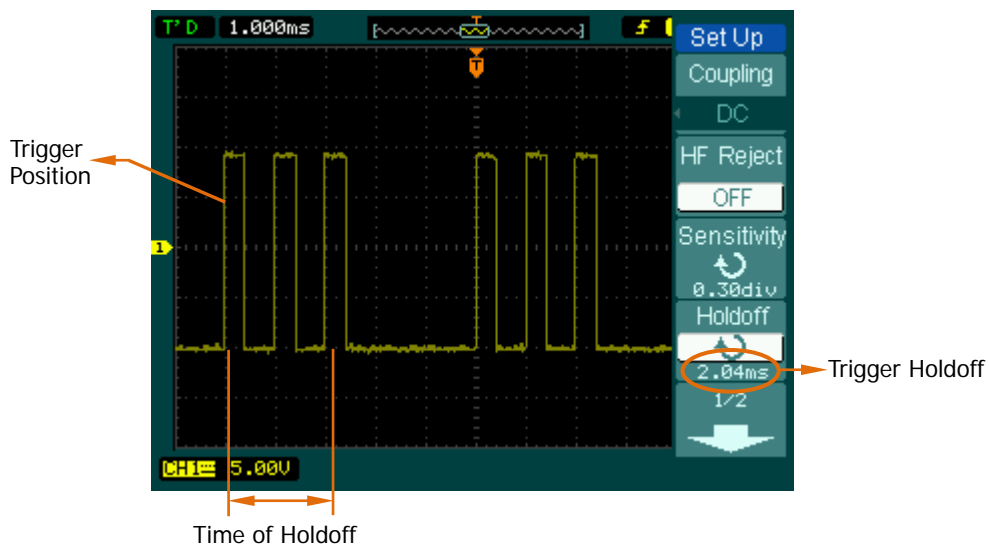 T'D 1.000ms
T
Set Up
Coupling
DC
HF Reject
OFF
Sensitivity
0.30div
Holdoff
2.04ms
1/2
T
1
CH1 5.00V
Trigger
Position
Trigger Holdoff
Time of Holdoff